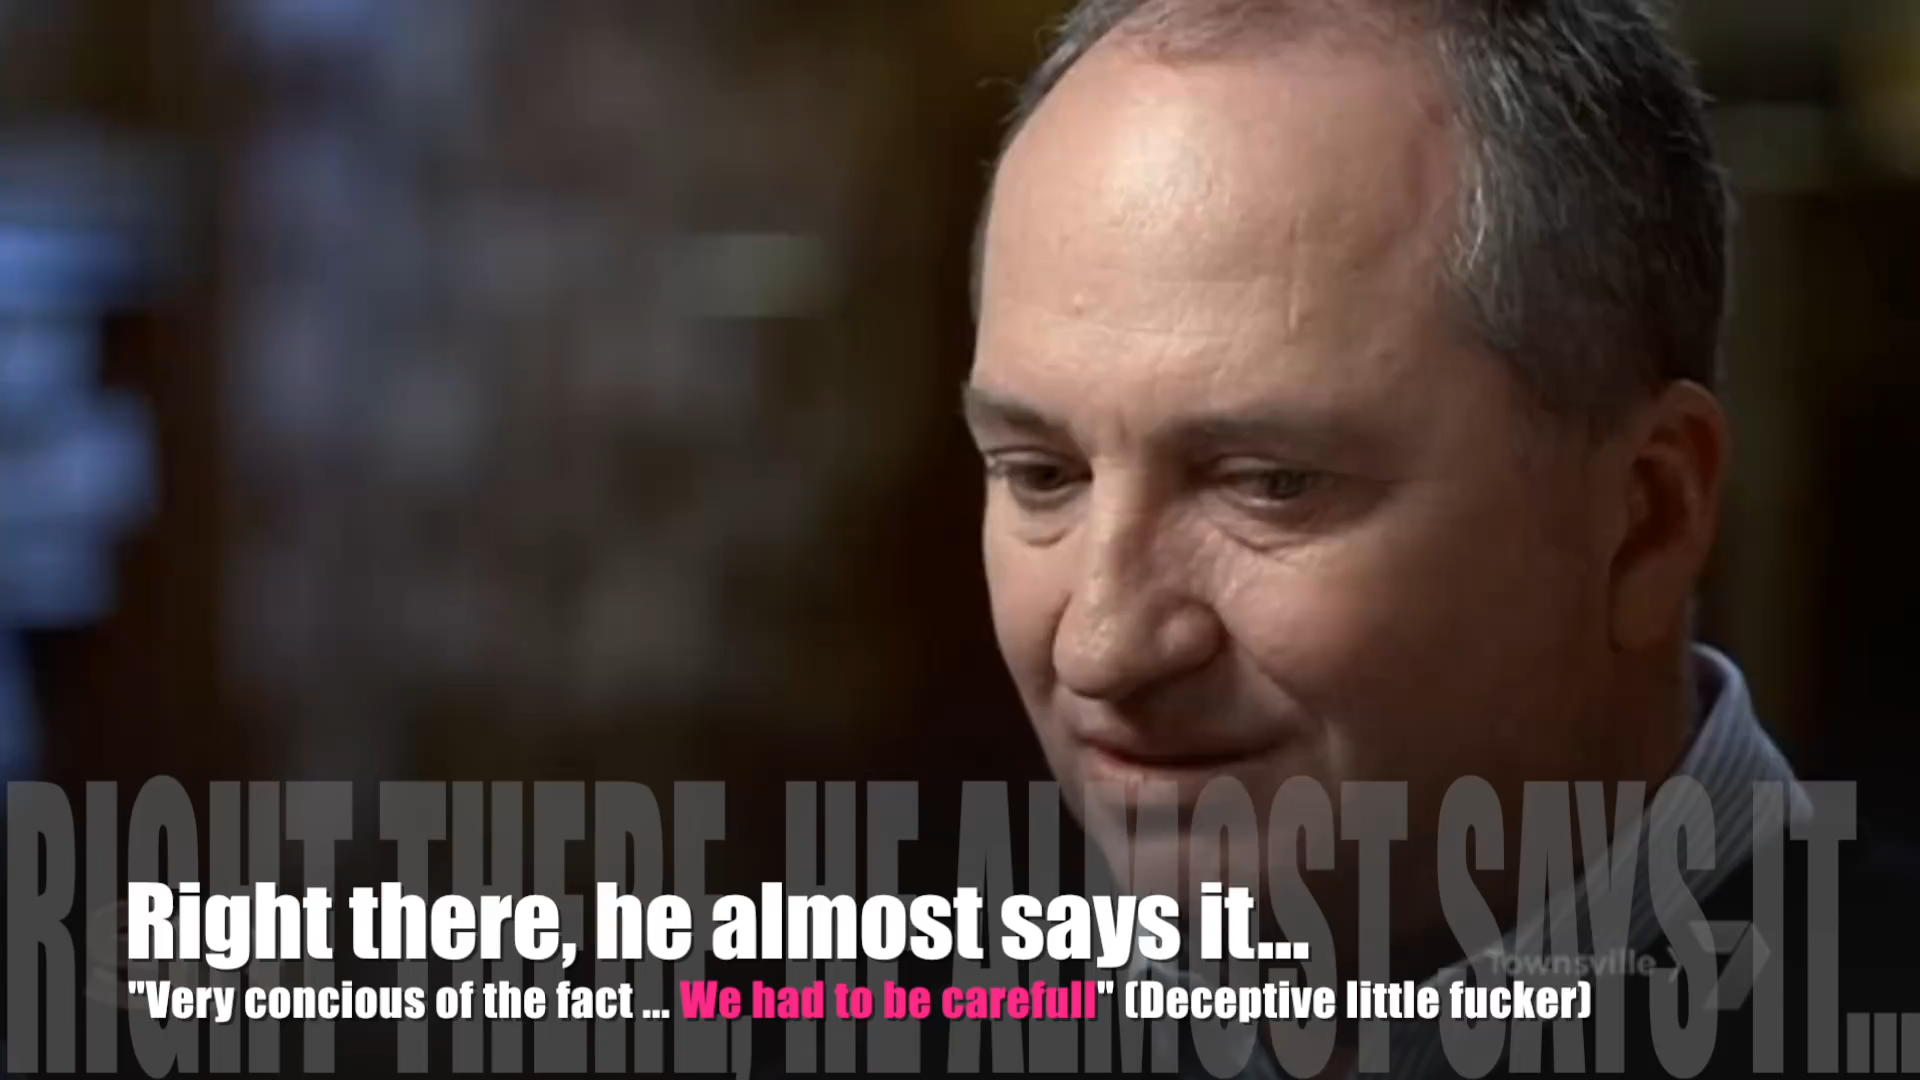 RIGHT THERE, HE ALMOST SAYS IT...
Right there, he almost says it...
"Very concious of the fact ... We had to be carefull" (Deceptive little fucker)
Townsville
7